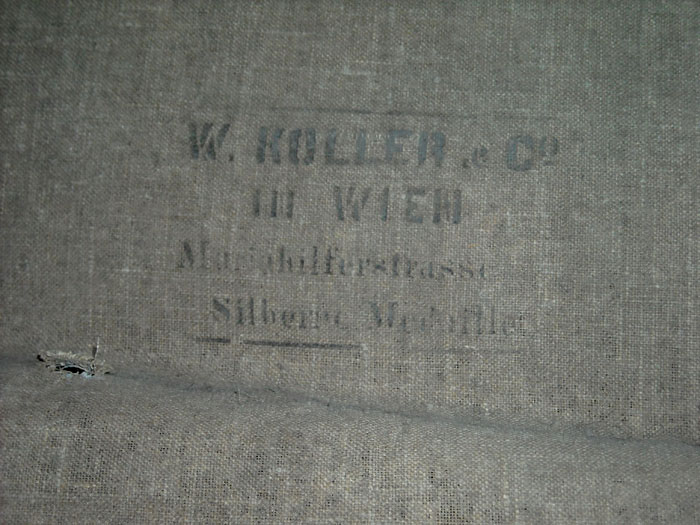 W. KOLLER & Cº
IN WIEN
Mariahilferstrasse
Silberne Medaille